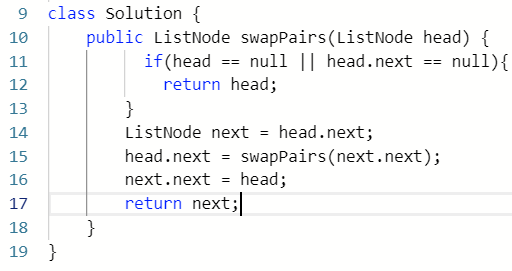 9 class Solution {
10     public ListNode swapPairs(ListNode head) {
11         if(head == null || head.next == null){
12             return head;
13         }
14         ListNode next = head.next;
15         head.next = swapPairs(next.next);
16         next.next = head;
17         return next;
18     }
19 }